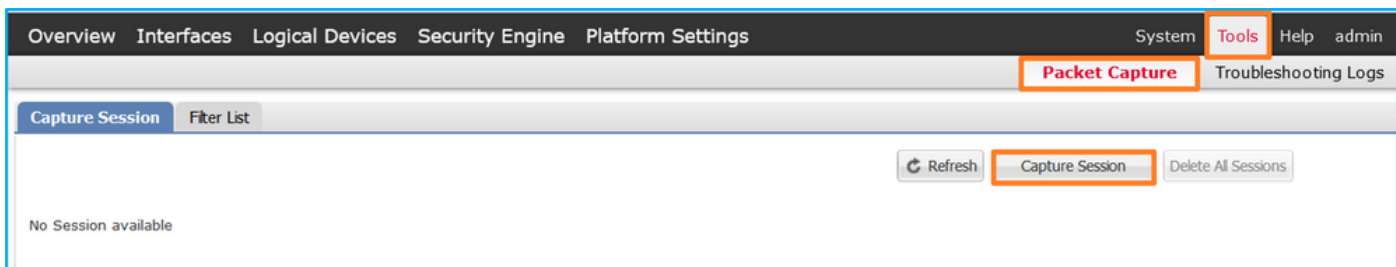 Overview Interfaces Logical Devices Security Engine Platform Settings System Tools Help admin
Packet Capture Troubleshooting Logs
Capture Session Filter List
Refresh Capture Session Delete All Sessions
No Session available